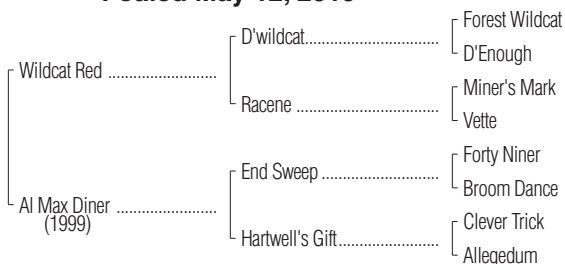 Forest Wildcat
D'wildcat
D'Enough
Wildcat Red
Miner's Mark
Racene
Vette
Forty Niner
End Sweep
Broom Dance
Al Max Diner
(1999)
Clever Trick
Hartwell's Gift
Allegedum